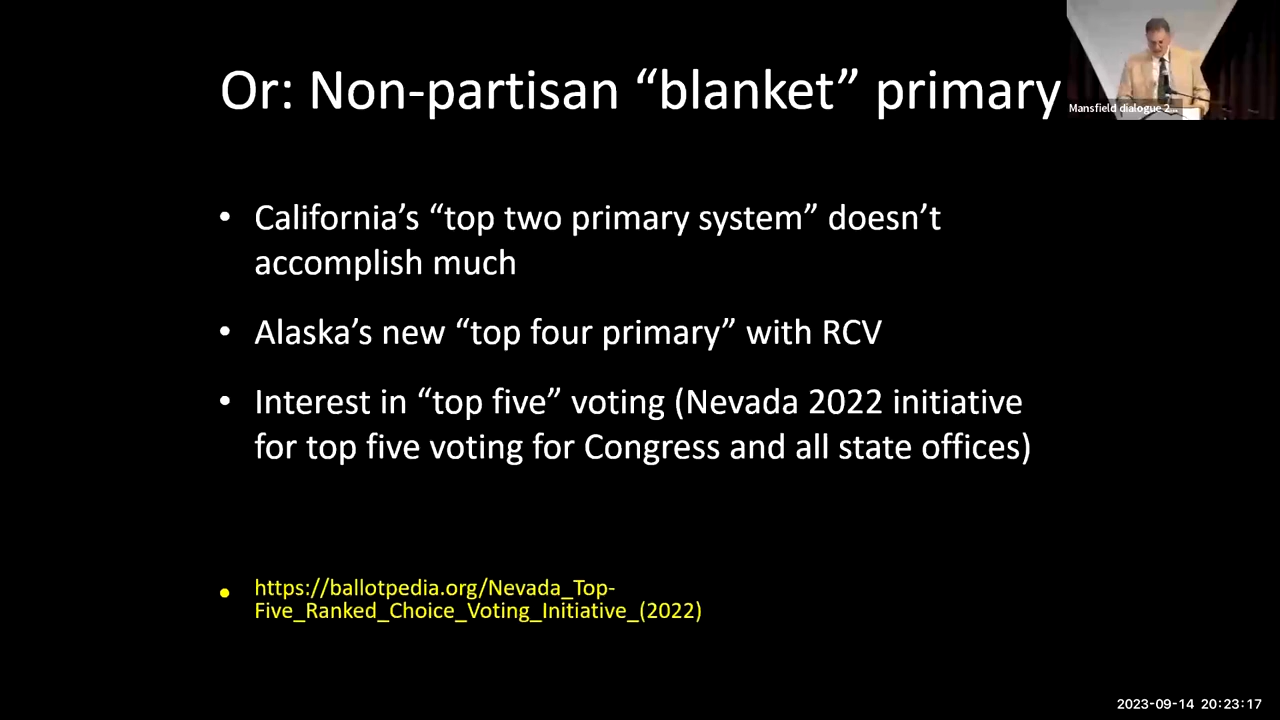 Or: Non-partisan “blanket” primary
Mansfield dialogue 2...
• California’s “top two primary system” doesn’t
accomplish much
• Alaska’s new “top four primary” with RCV
• Interest in “top five” voting (Nevada 2022 initiative
for top five voting for Congress and all state offices)
• https://ballotpedia.org/Nevada_Top-
Five_Ranked_Choice_Voting_Initiative_(2022)
2023-09-14 20:23:17